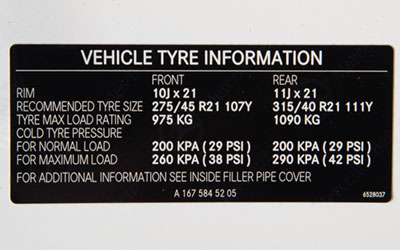 VEHICLE TYRE INFORMATION
FRONT REAR
RIM 10J x 21 11J x 21
RECOMMENDED TYRE SIZE 275/45 R21 107Y 315/40 R21 111Y
TYRE MAX LOAD RATING 975 KG 1090 KG
COLD TYRE PRESSURE
FOR NORMAL LOAD 200 KPA (29 PSI) 200 KPA (29 PSI)
FOR MAXIMUM LOAD 260 KPA (38 PSI) 290 KPA (42 PSI)
FOR ADDITIONAL INFORMATION SEE INSIDE FILLER PIPE COVER
A 167 584 52 05
6528037